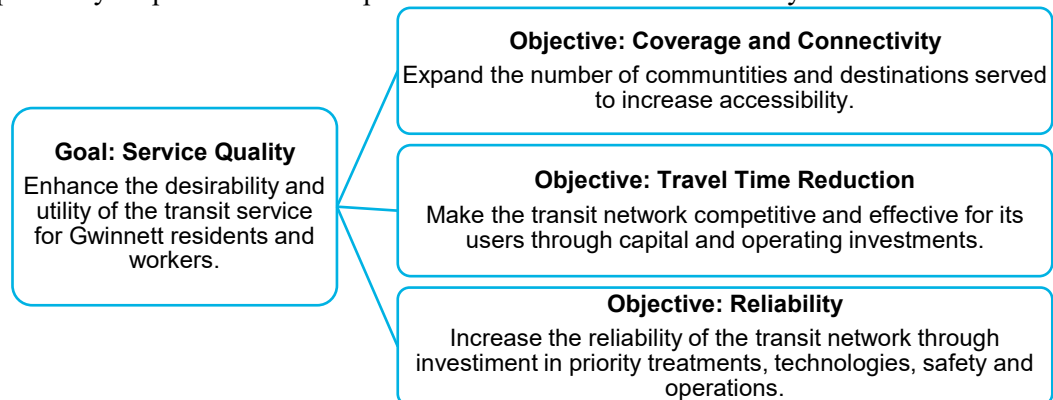 Goal: Service Quality
Enhance the desirability and
utility of the transit service
for Gwinnett residents and
workers.
Objective: Coverage and Connectivity
Expand the number of communtities and destinations served
to increase accessibility.
Objective: Travel Time Reduction
Make the transit network competitive and effective for its
users through capital and operating investments.
Objective: Reliability
Increase the reliability of the transit network through
investiment in priority treatments, technologies, safety and
operations.